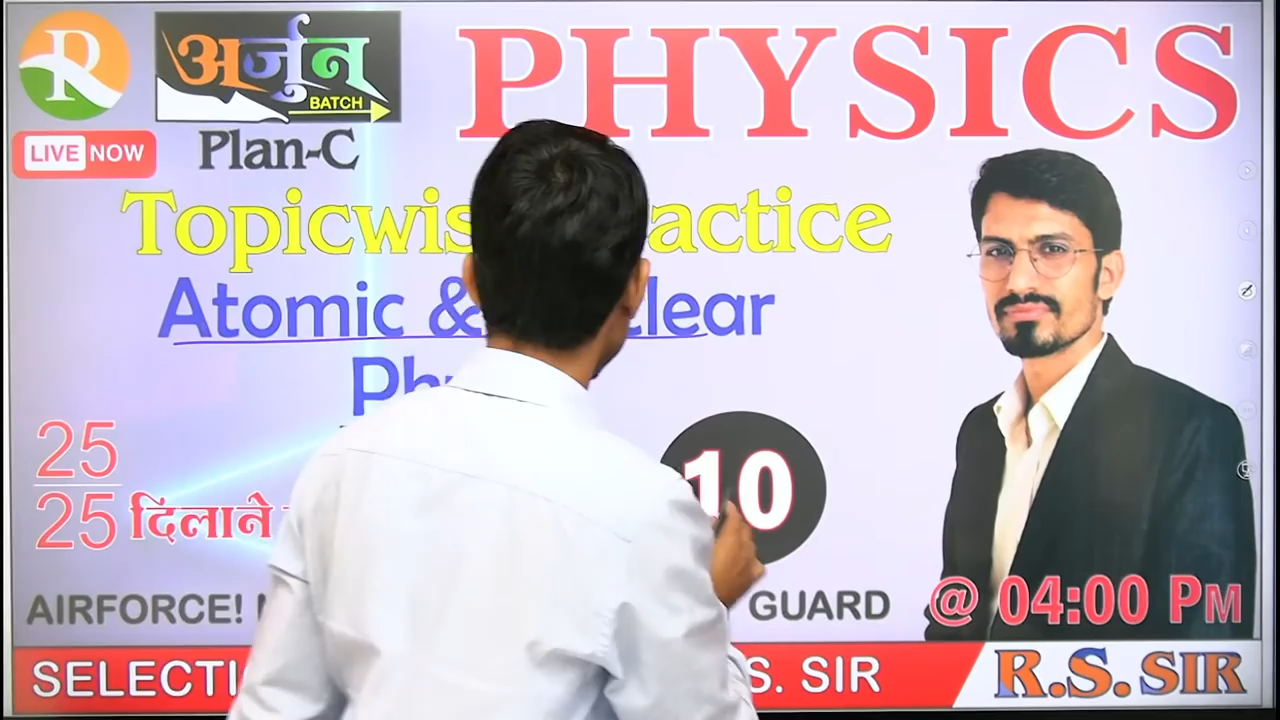 R
अर्जुन
BATCH
PHYSICS
LIVE NOW
Plan-C
Topicwis actice
Atomic & lear
Ph
25
25 दिलाने
10
AIRFORCE! GUARD
@ 04:00 PM
SELECTI S. SIR
R.S. SIR